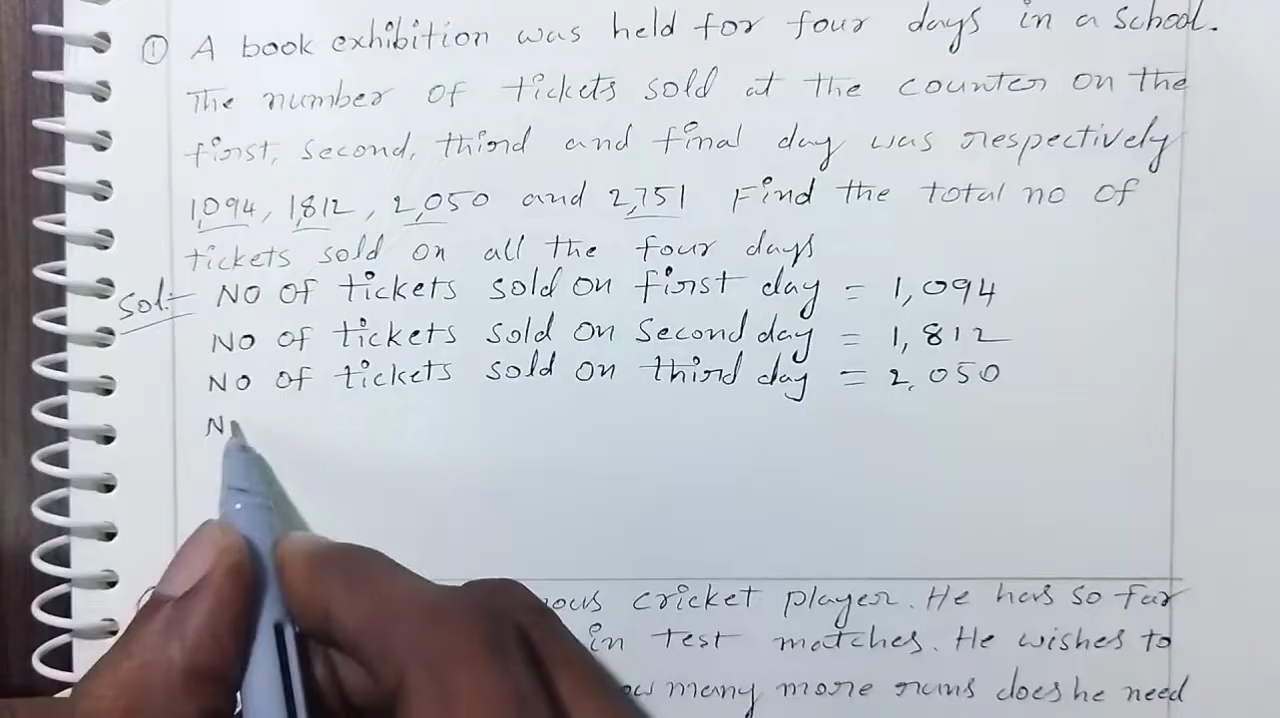 ① A book exhibition was held for four days in a school.
The number of tickets sold at the counter on the
first, second, third and final day was respectively
1,094, 1,812, 2,050 and 2,751 Find the total no of
tickets sold on all the four days
Sol:- NO Of tickets sold on first day = 1,094
NO of tickets sold on second day = 1,812
NO of tickets sold on third day = 2,050
N
cricket player. He has so far
in test matches. He wishes to
many more runs does he need